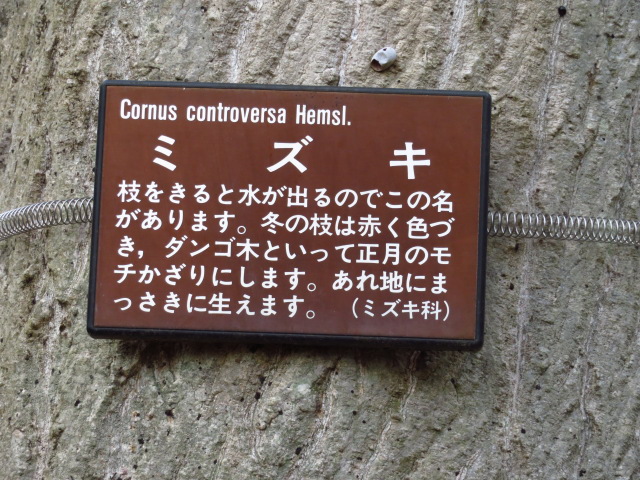 Cornus controversa Hemsl.
ミズキ
枝をきると水が出るのでこの名
があります。冬の枝は赤く色づ
き，ダンゴ木といって正月のモ
チかざりにします。あれ地にま
っさきに生えます。（ミズキ科）